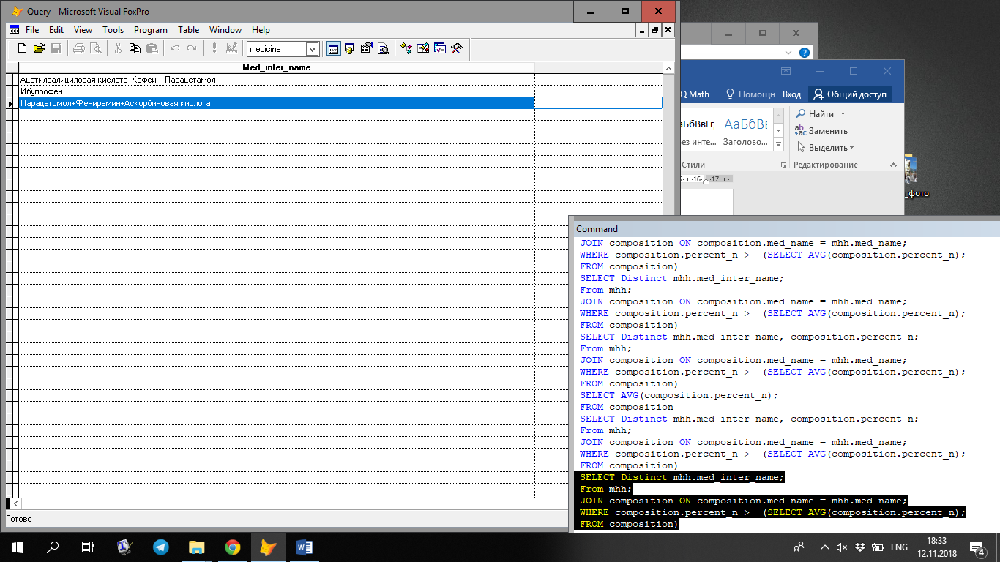 Query - Microsoft Visual FoxPro
File Edit View Tools Program Table Window Help
medicine
Med_inter_name
Ацетилсалициловая кислота+Кофеин+Парацетамол
Ибупрофен
Парацетомол+Фенирамин+Аскорбиновая кислота
Готово
Q Math Помощн Вход Общий доступ
АаБбВвГг, АаБбВв
ез инте... Заголово...
Стили
Найти
Заменить
Выделить
Редактирование
16 17
_фото
Command
JOIN composition ON composition.med_name = mhh.med_name;
WHERE composition.percent_n > (SELECT AVG(composition.percent_n);
FROM composition)
SELECT Distinct mhh.med_inter_name;
From mhh;
JOIN composition ON composition.med_name = mhh.med_name;
WHERE composition.percent_n > (SELECT AVG(composition.percent_n);
FROM composition)
SELECT Distinct mhh.med_inter_name, composition.percent_n;
From mhh;
JOIN composition ON composition.med_name = mhh.med_name;
WHERE composition.percent_n > (SELECT AVG(composition.percent_n);
FROM composition)
SELECT AVG(composition.percent_n);
FROM composition
SELECT Distinct mhh.med_inter_name, composition.percent_n;
From mhh;
JOIN composition ON composition.med_name = mhh.med_name;
WHERE composition.percent_n > (SELECT AVG(composition.percent_n);
FROM composition)
SELECT Distinct mhh.med_inter_name;
From mhh;
JOIN composition ON composition.med_name = mhh.med_name;
WHERE composition.percent_n > (SELECT AVG(composition.percent_n);
FROM composition)
ENG
18:33
12.11.2018
4